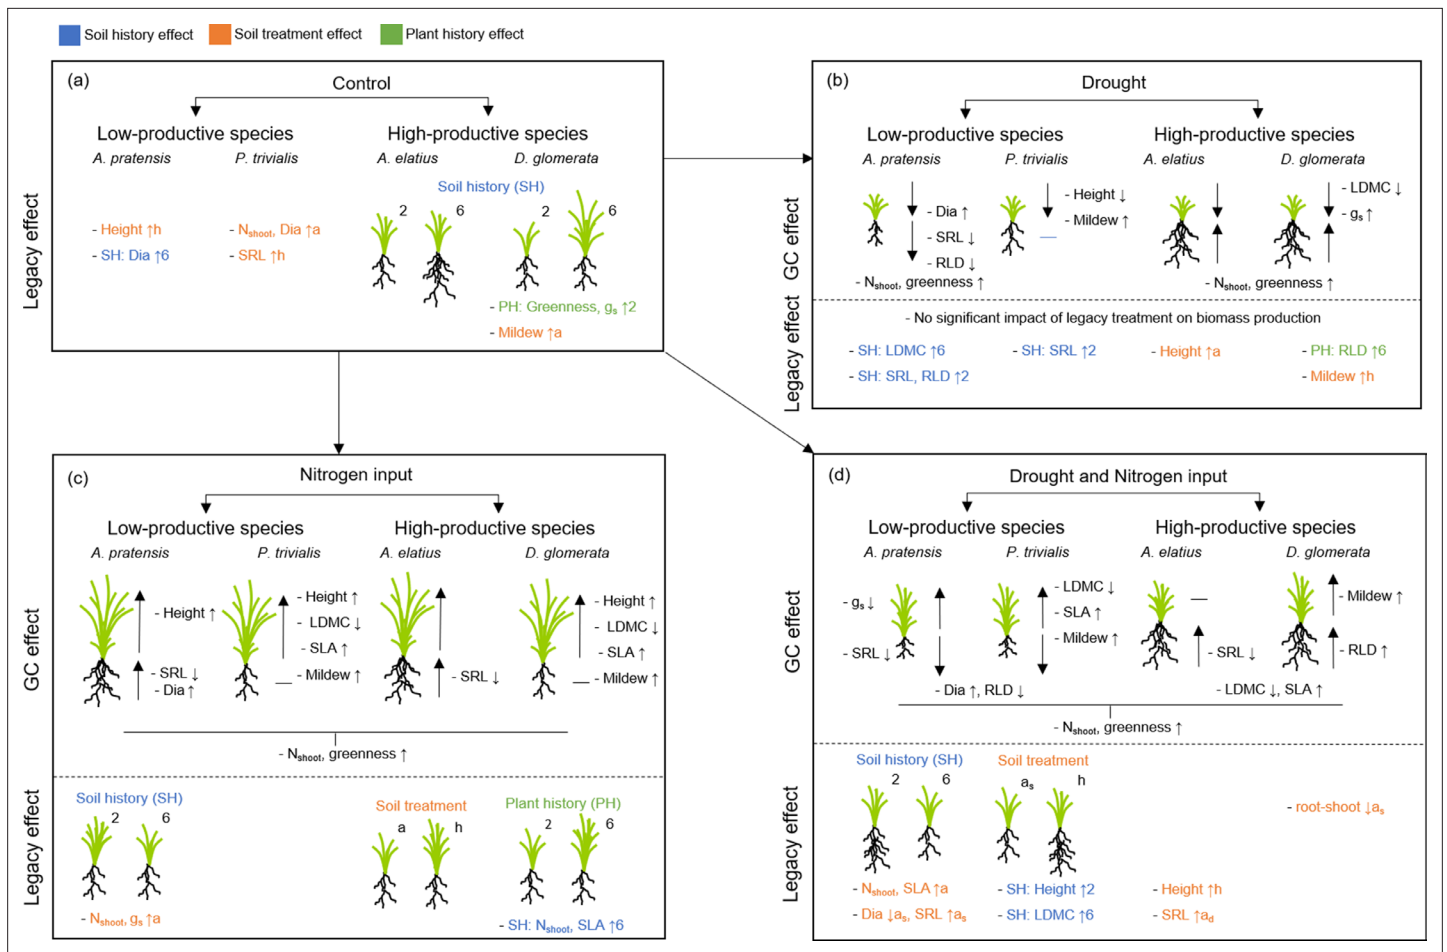 Soil history effect Soil treatment effect Plant history effect
(a)
Control
Low-productive species High-productive species
A. pratensis P. trivialis A. elatius D. glomerata
Legacy effect
Soil history (SH)
2 6 2 6
- Height ↑h - Nshoot, Dia ↑a
- SH: Dia ↑6 - SRL ↑h
- PH: Greenness, gs ↑2
- Mildew ↑a
(b)
Drought
Low-productive species High-productive species
A. pratensis P. trivialis A. elatius D. glomerata
GC effect
- Dia ↑
- SRL ↓
- RLD ↓
- Height ↓
- Mildew ↑
- LDMC ↓
- gs ↑
- Nshoot, greenness ↑ - Nshoot, greenness ↑
Legacy effect
- No significant impact of legacy treatment on biomass production
- SH: LDMC ↑6 - SH: SRL ↑2 - Height ↑a - PH: RLD ↑6
- SH: SRL, RLD ↑2 - Mildew ↑h
(c)
Nitrogen input
Low-productive species High-productive species
A. pratensis P. trivialis A. elatius D. glomerata
GC effect
- Height ↑
- SRL ↓
- Dia ↑
- Height ↑
- LDMC ↓
- SLA ↑
- Mildew ↑
- SRL ↓
- Height ↑
- LDMC ↓
- SLA ↑
- Mildew ↑
- Nshoot, greenness ↑
Legacy effect
Soil history (SH) Soil treatment Plant history (PH)
2 6 a h 2 6
- Nshoot, gs ↑a - SH: Nshoot, SLA ↑6
(d)
Drought and Nitrogen input
Low-productive species High-productive species
A. pratensis P. trivialis A. elatius D. glomerata
GC effect
- gs ↓
- SRL ↓
- LDMC ↓
- SLA ↑
- Mildew ↑
- Dia ↑, RLD ↓
- SRL ↓
- Mildew ↑
- RLD ↑
- LDMC ↓, SLA ↑
- Nshoot, greenness ↑
Legacy effect
Soil history (SH) Soil treatment
2 6 as h
- root-shoot ↓as
- Nshoot, SLA ↑a - SH: Height ↑2 - Height ↑h
- Dia ↓as, SRL ↑as - SH: LDMC ↑6 - SRL ↑ad